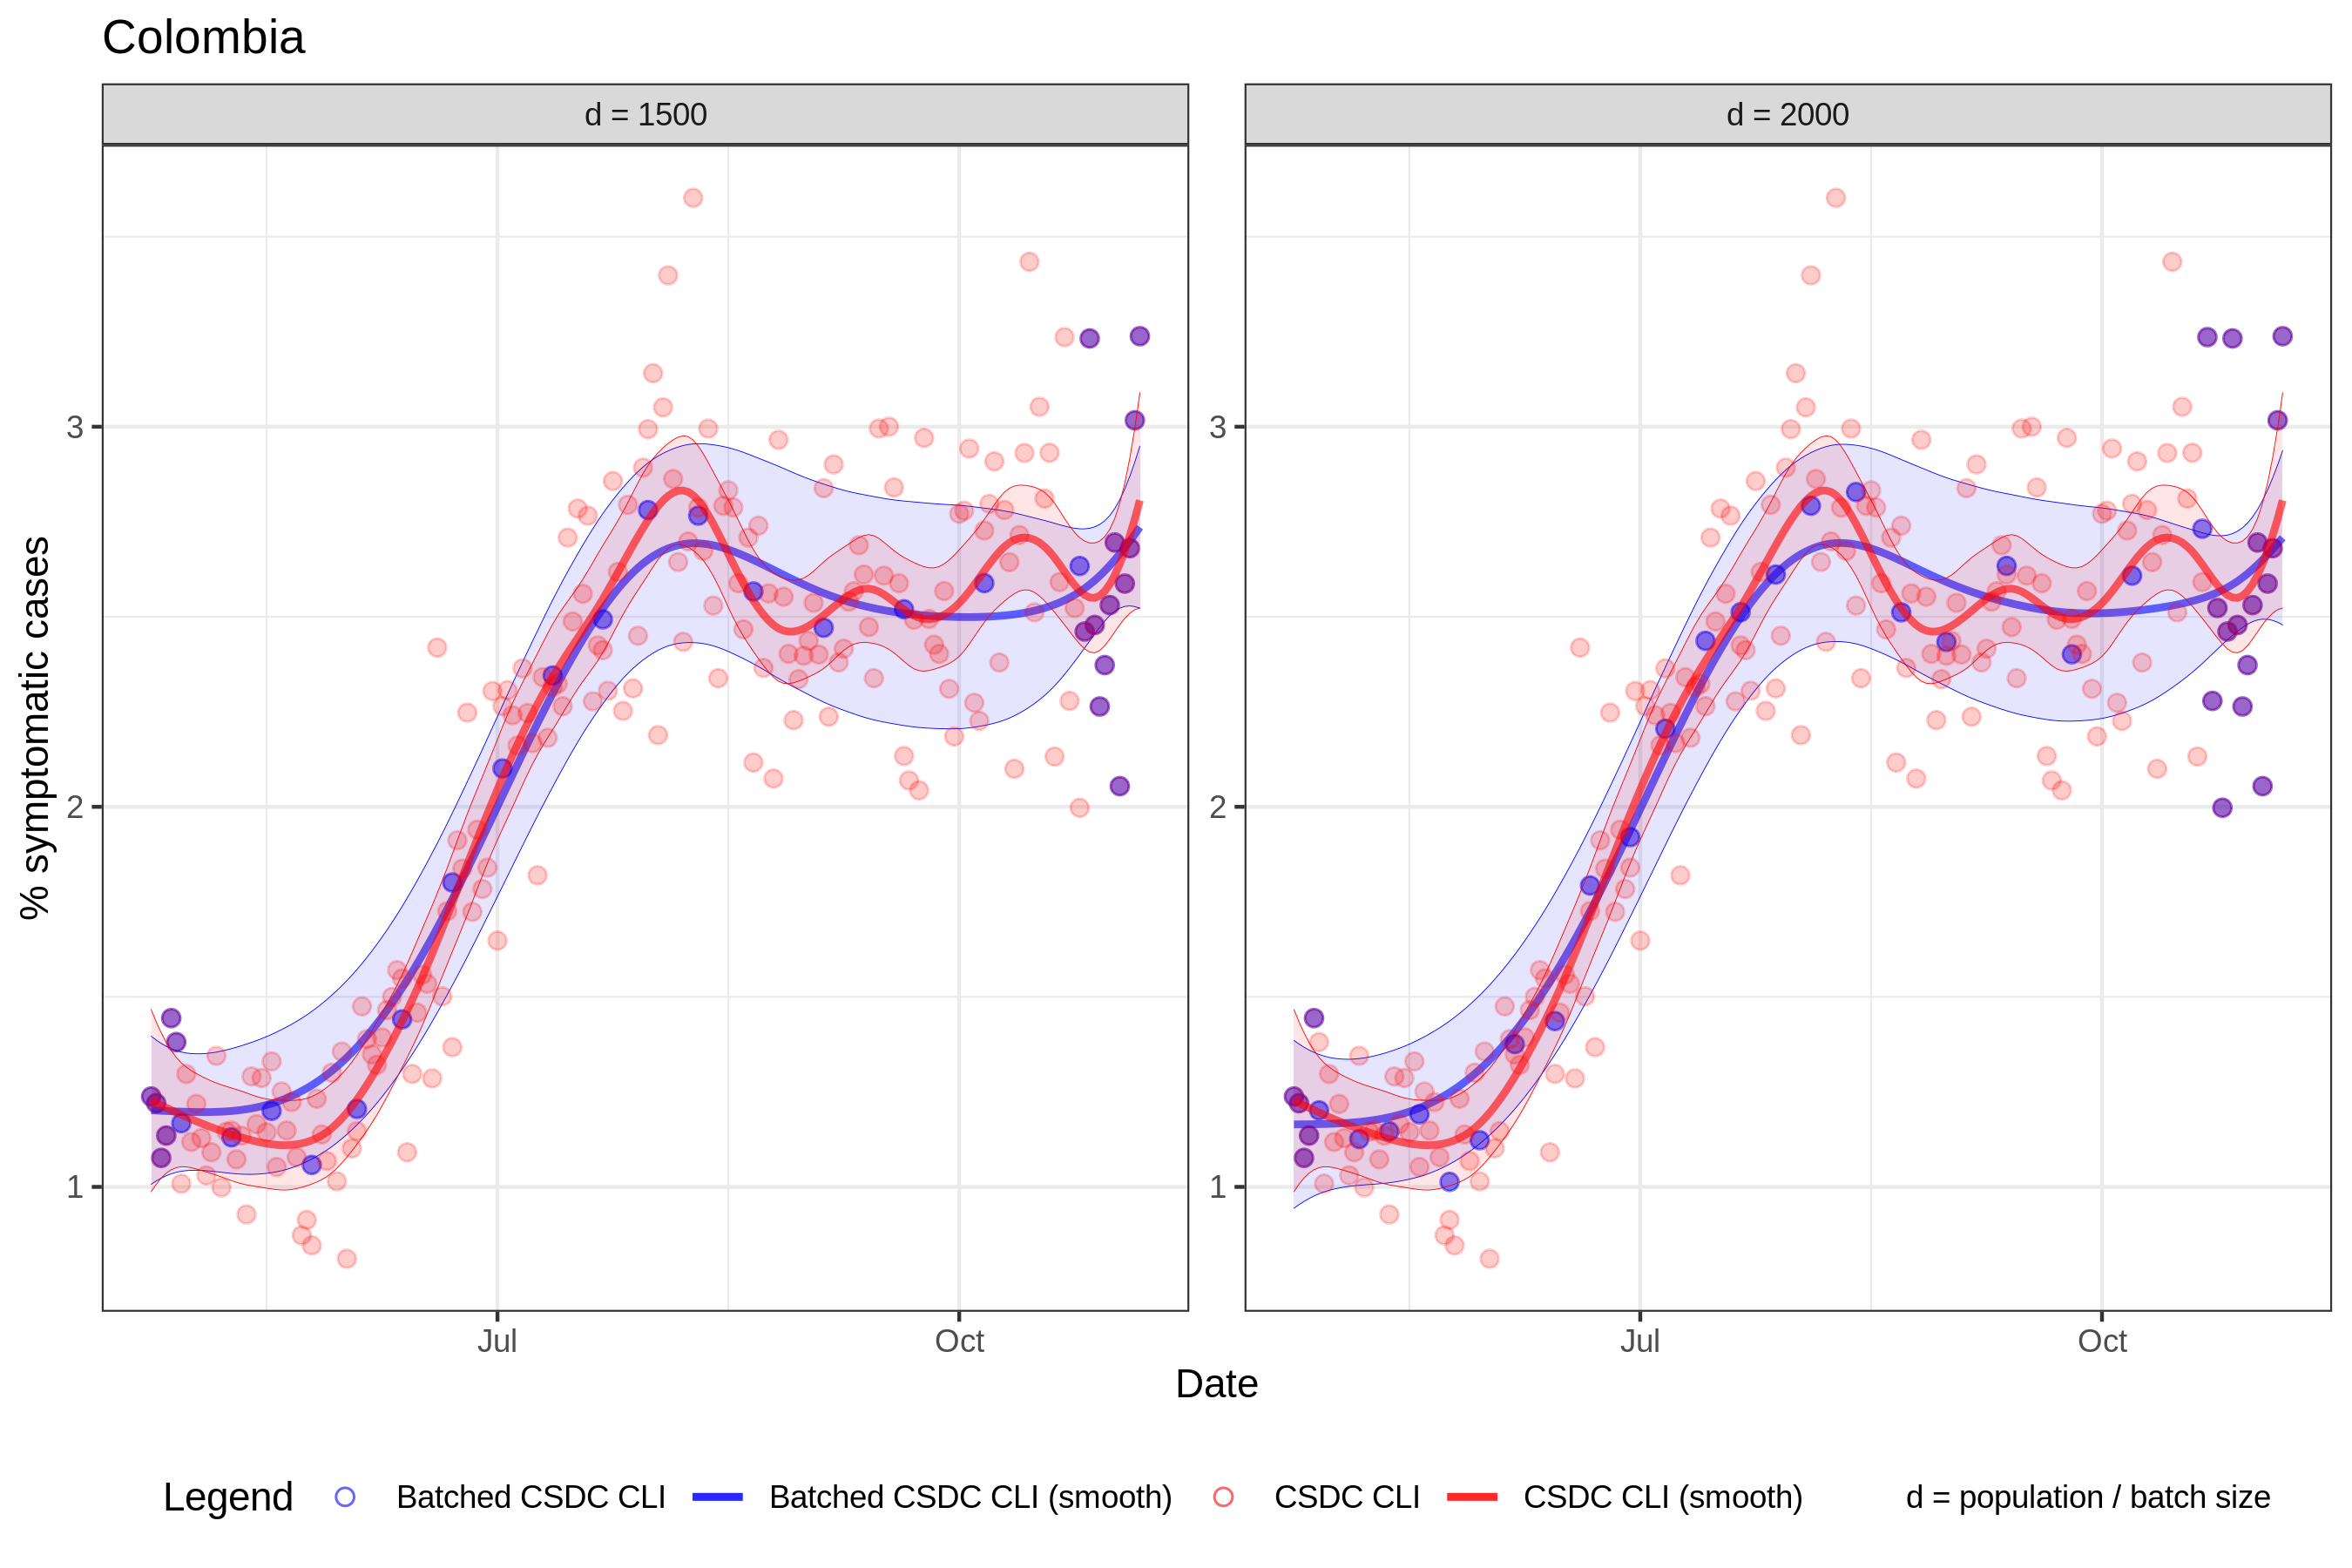 Colombia
d = 1500
d = 2000
% symptomatic cases
3
2
1
3
2
1
Jul
Oct
Jul
Oct
Date
Legend
Batched CSDC CLI
Batched CSDC CLI (smooth)
CSDC CLI
CSDC CLI (smooth)
d = population / batch size